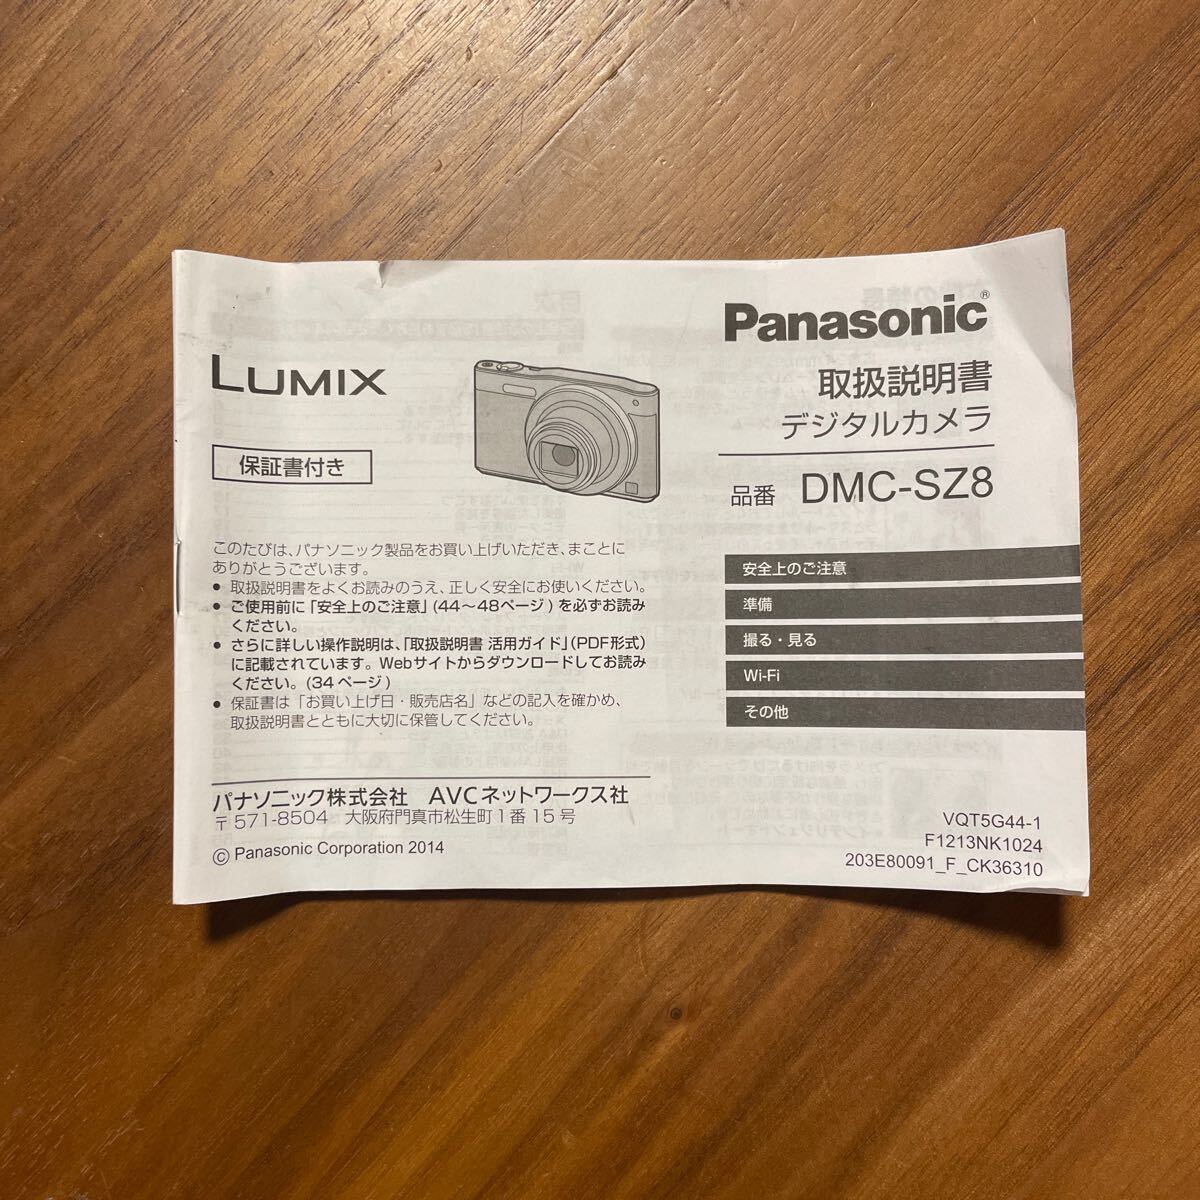 LUMIX
保証書付き
このたびは、パナソニック製品をお買い上げいただき、まことに
ありがとうございます。
● 取扱説明書をよくお読みのうえ、正しく安全にお使いください。
● ご使用前に「安全上のご注意」(44～48ページ)を必ずお読み
ください。
● さらに詳しい操作説明は、「取扱説明書 活用ガイド」(PDF形式)
に記載されています。Webサイトからダウンロードしてお読み
ください。(34ページ)
● 保証書は「お買い上げ日・販売店名」などの記入を確かめ、
取扱説明書とともに大切に保管してください。
パナソニック株式会社 AVCネットワークス社
〒571-8504 大阪府門真市松生町1番15号
© Panasonic Corporation 2014
Panasonic®
取扱説明書
デジタルカメラ
品番 DMC-SZ8
安全上のご注意
準備
撮る・見る
Wi-Fi
その他
VQT5G44-1
F1213NK1024
203E80091_F_CK36310